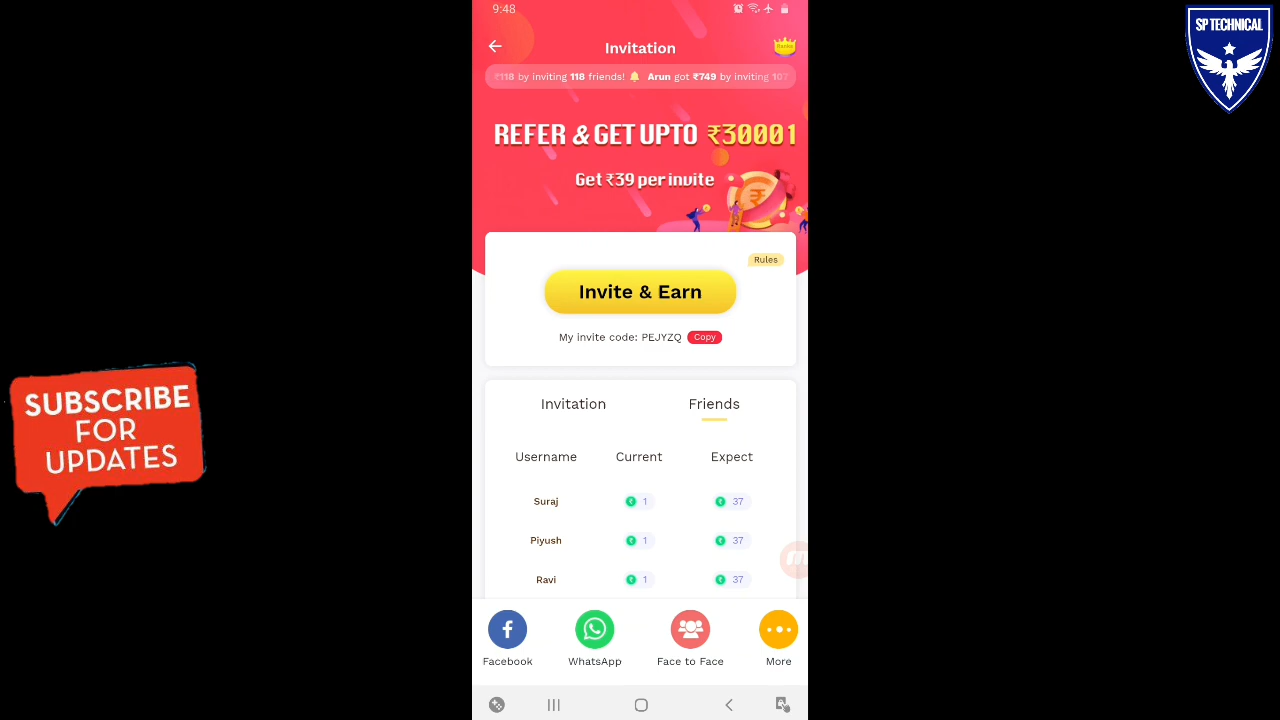 9:48
SP TECHNICAL
Invitation
₹118 by inviting 118 friends! Arun got ₹749 by inviting 107
REFER & GET UPTO ₹30001
Get ₹39 per invite
Rules
Invite & Earn
My invite code: PEJYZQ Copy
SUBSCRIBE
FOR
UPDATES
Invitation Friends
Username Current Expect
Suraj 1 37
Piyush 1 37
Ravi 1 37
Facebook WhatsApp Face to Face More